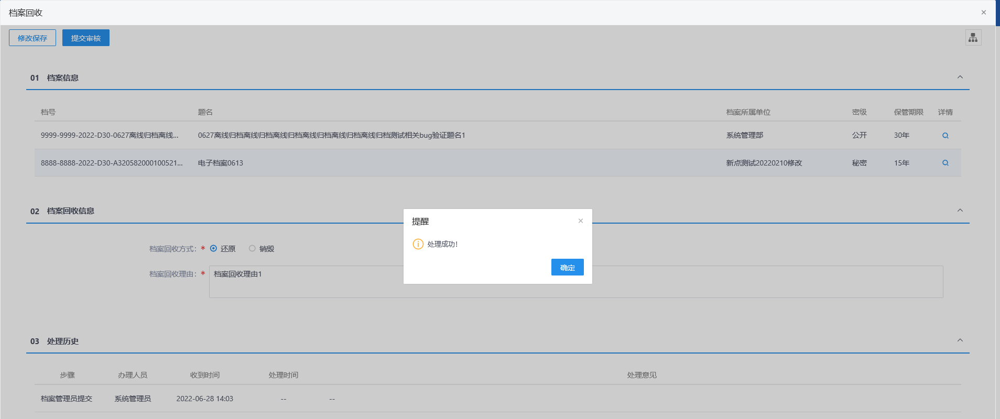 档案回收
修改保存 提交审核
01 档案信息
档号 题名 档案所属单位 密级 保管期限 详情
9999-9999-2022-D30-0627离线归档离线... 0627离线归档离线归档离线归档离线归档离线归档离线归档测试相关bug验证题名1 系统管理部 公开 30年
8888-8888-2022-D30-A320582000100521... 电子档案0613 新点测试20220210修改 秘密 15年
02 档案回收信息
提醒
处理成功!
确定
档案回收方式: * 还原 销毁
档案回收理由: * 档案回收理由1
03 处理历史
步骤 办理人员 收到时间 处理时间 处理意见
档案管理员提交 系统管理员 2022-06-28 14:03 -- --